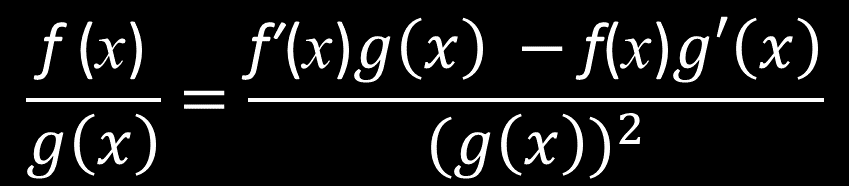 f (x) / g(x) = f′(x)g(x) − f(x)g′(x) / (g(x))²